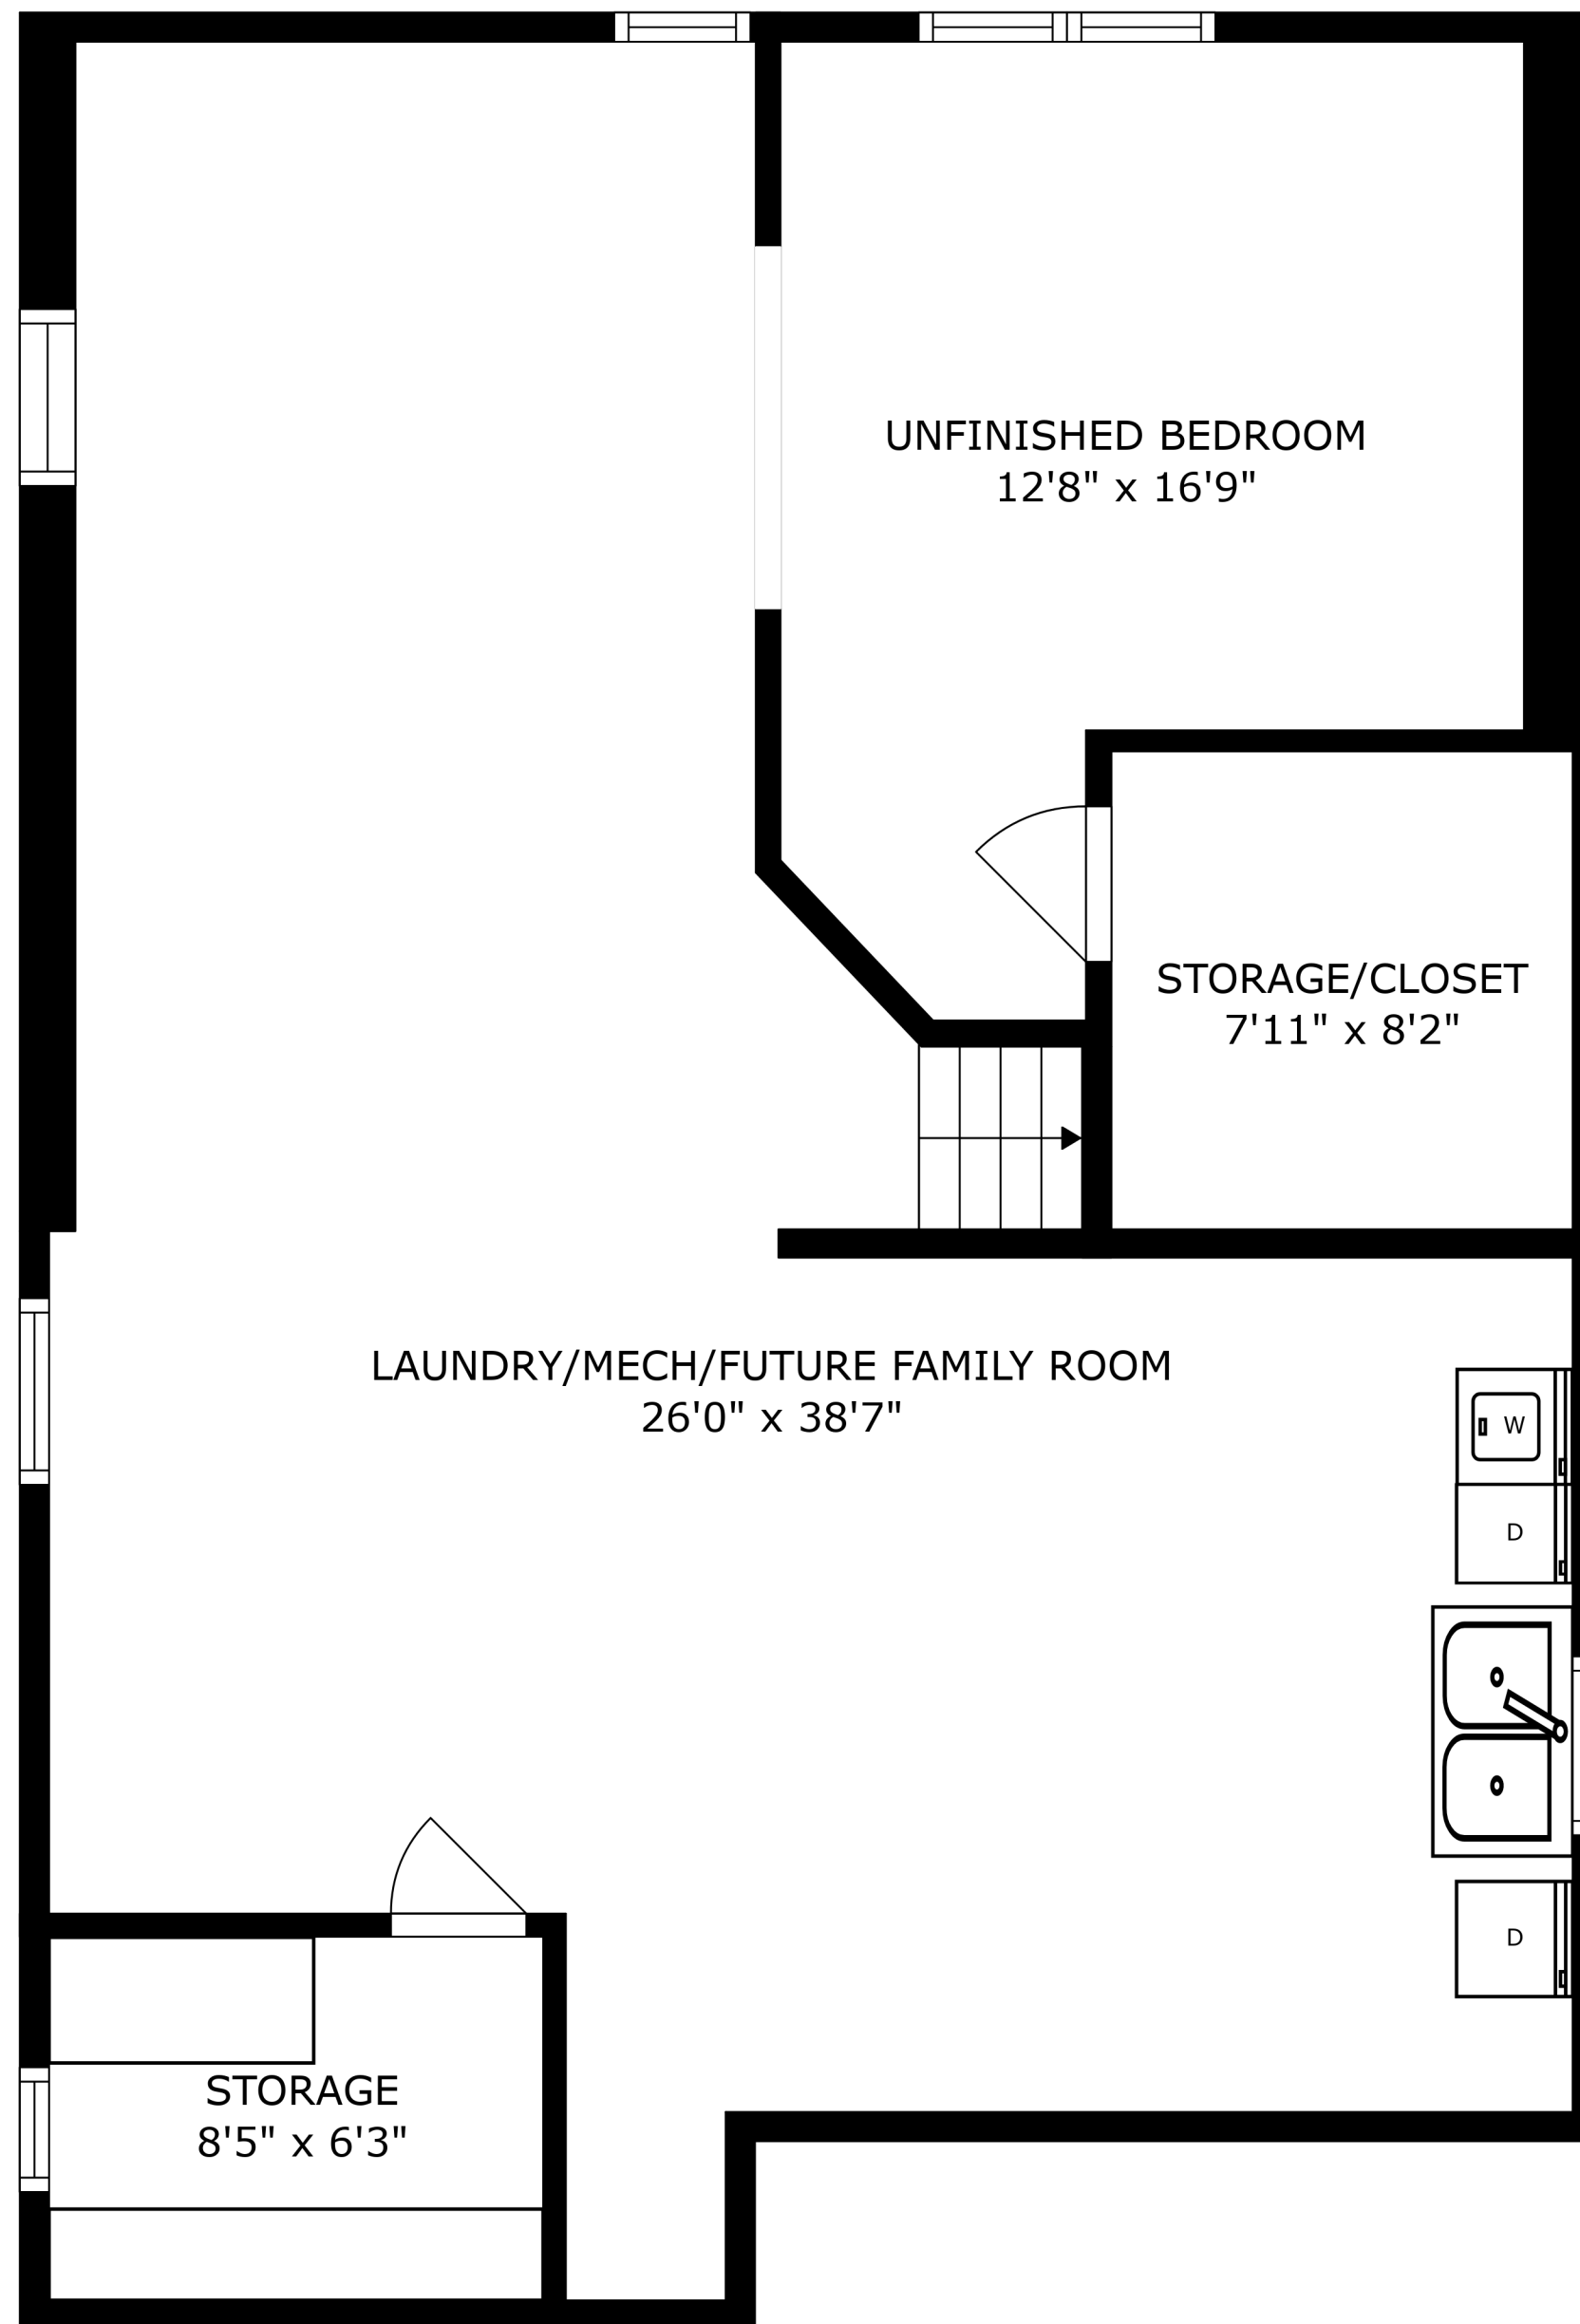 UNFINISHED BEDROOM
12'8" x 16'9"
STORAGE/CLOSET
7'11" x 8'2"
LAUNDRY/MECH/FUTURE FAMILY ROOM
26'0" x 38'7"
W
D
D
STORAGE
8'5" x 6'3"